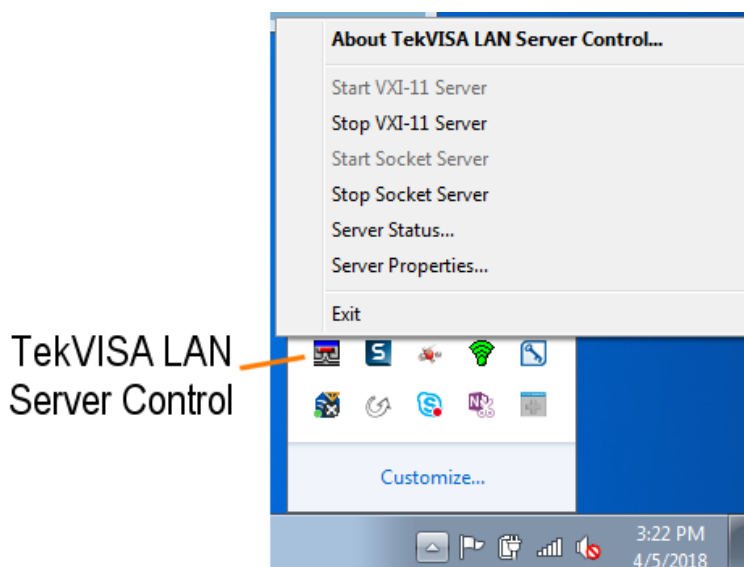 About TekVISA LAN Server Control...
Start VXI-11 Server
Stop VXI-11 Server
Start Socket Server
Stop Socket Server
Server Status...
Server Properties...
Exit
TekVISA LAN
Server Control
Customize...
3:22 PM
4/5/2018